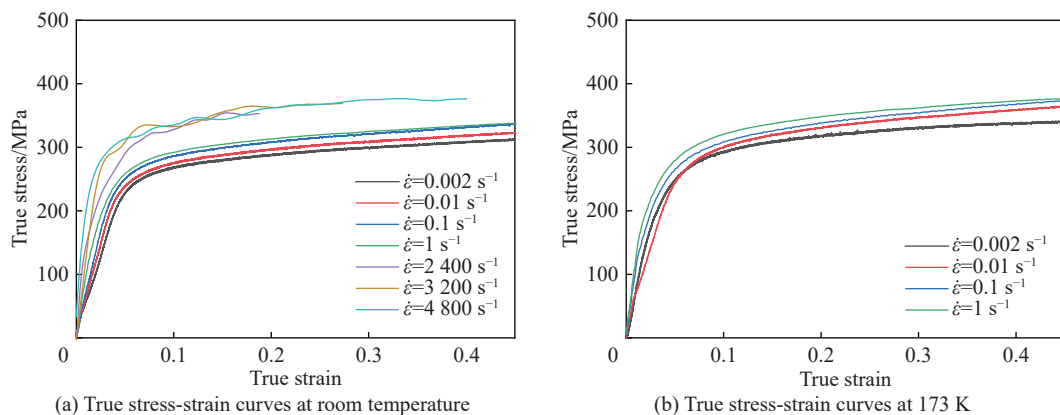 500
400
300
200
100
0
True stress/MPa
ε̇=0.002 s⁻¹
ε̇=0.01 s⁻¹
ε̇=0.1 s⁻¹
ε̇=1 s⁻¹
ε̇=2 400 s⁻¹
ε̇=3 200 s⁻¹
ε̇=4 800 s⁻¹
0.1 0.2 0.3 0.4
True strain
(a) True stress-strain curves at room temperature
500
400
300
200
100
0
True stress/MPa
ε̇=0.002 s⁻¹
ε̇=0.01 s⁻¹
ε̇=0.1 s⁻¹
ε̇=1 s⁻¹
0.1 0.2 0.3 0.4
True strain
(b) True stress-strain curves at 173 K